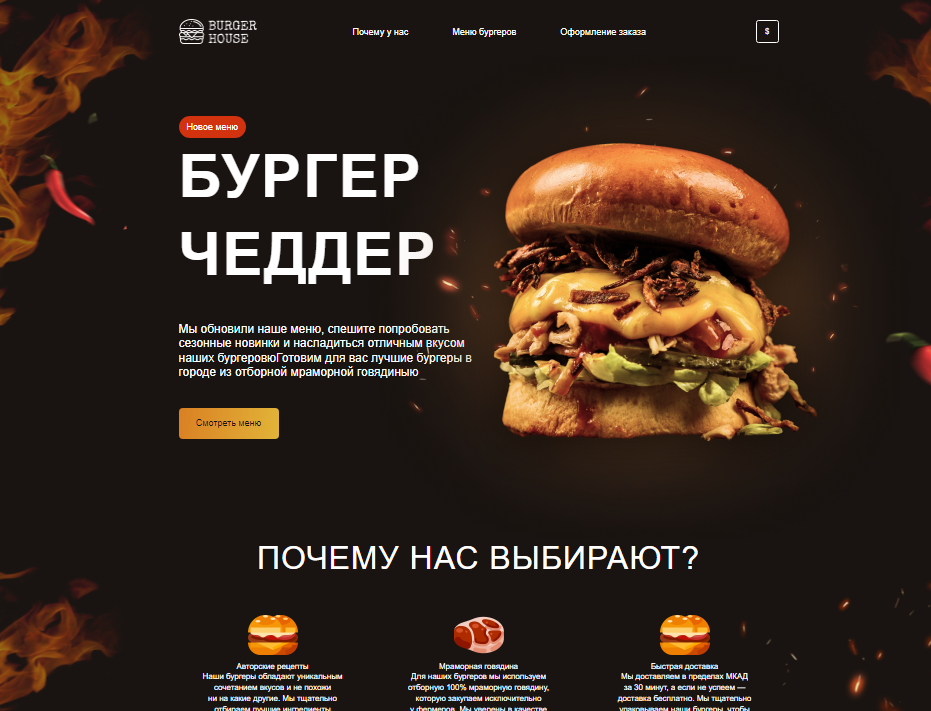 BURGER
HOUSE
Почему у нас
Меню бургеров
Оформление заказа
$
Новое меню
БУРГЕР
ЧЕДДЕР
Мы обновили наше меню, спешите попробовать
сезонные новинки и насладиться отличным вкусом
наших бургеровюГотовим для вас лучшие бургеры в
городе из отборной мраморной говядиныю
Смотреть меню
ПОЧЕМУ НАС ВЫБИРАЮТ?
Авторские рецепты
Наши бургеры обладают уникальным
сочетанием вкусов и не похожи
ни на какие другие. Мы тщательно
отбираем лучшие ингредиенты
Мраморная говядина
Для наших бургеров мы используем
отборную 100% мраморную говядину,
которую закупаем исключительно
у фермеров. Мы уверены в качестве
Быстрая доставка
Мы доставляем в пределах МКАД
за 30 минут, а если не успеем —
доставка бесплатно. Мы тщательно
упаковываем наши бургеры, чтобы